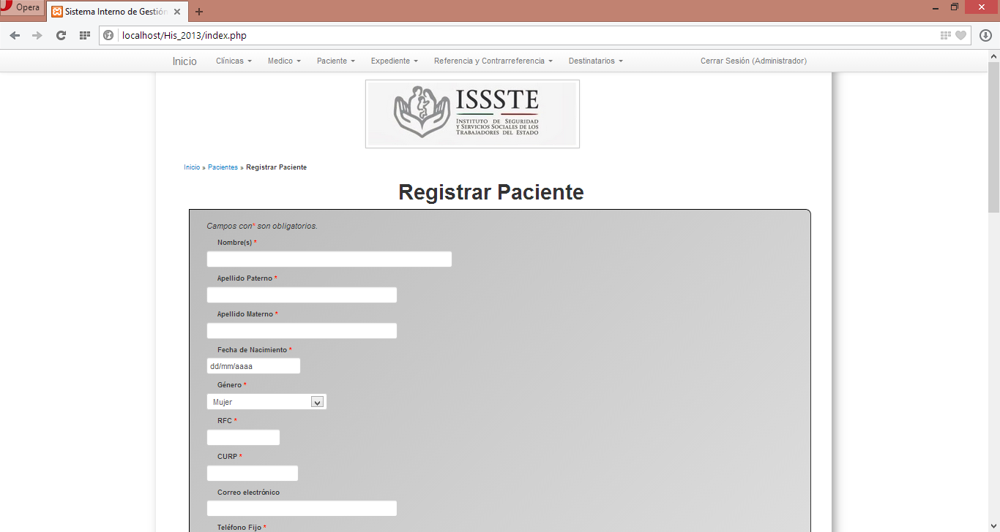 Opera
Sistema Interno de Gestión
localhost/His_2013/index.php
Inicio Clínicas Medico Paciente Expediente Referencia y Contrarreferencia Destinatarios Cerrar Sesión (Administrador)
ISSSTE
INSTITUTO DE SEGURIDAD
Y SERVICIOS SOCIALES DE LOS
TRABAJADORES DEL ESTADO
Inicio » Pacientes » Registrar Paciente
Registrar Paciente
Campos con* son obligatorios.
Nombre(s) *
Apellido Paterno *
Apellido Materno *
Fecha de Nacimiento *
dd/mm/aaaa
Género *
Mujer
RFC *
CURP *
Correo electrónico
Teléfono Fijo *